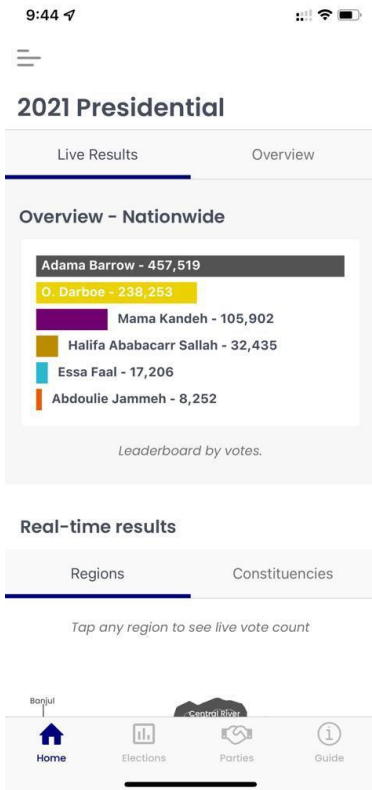 9:44
2021 Presidential
Live Results
Overview
Overview - Nationwide
Adama Barrow - 457,519
O. Darboe - 238,253
Mama Kandeh - 105,902
Halifa Ababacarr Sallah - 32,435
Essa Faal - 17,206
Abdoulie Jammeh - 8,252
Leaderboard by votes.
Real-time results
Regions
Constituencies
Tap any region to see live vote count
Banjul
Central River
Home
Elections
Parties
Guide